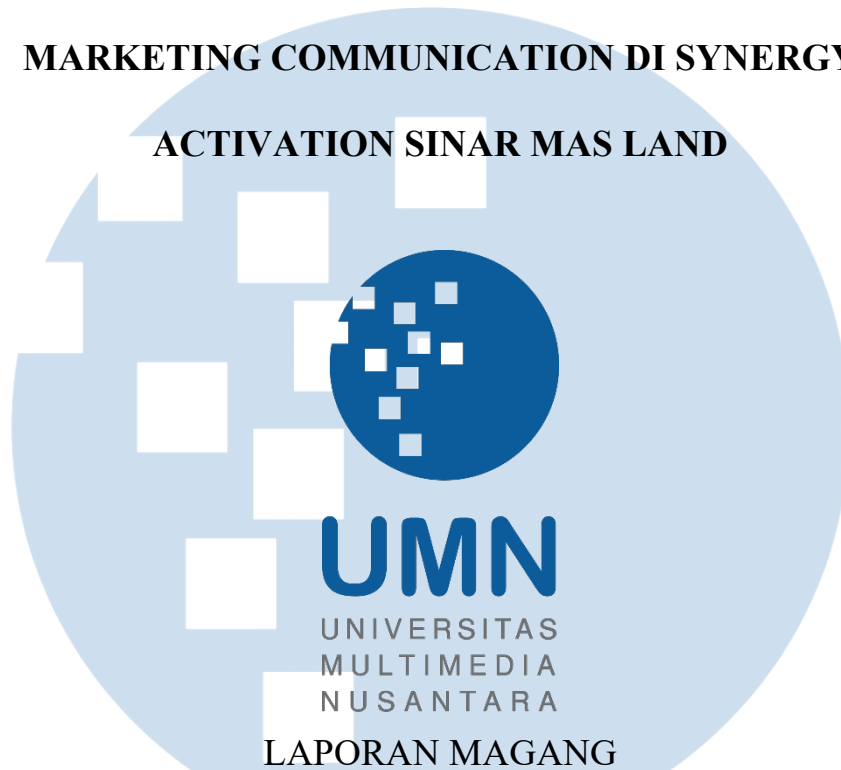 MARKETING COMMUNICATION DI SYNERGY
ACTIVATION SINAR MAS LAND
UMN
UNIVERSITAS
MULTIMEDIA
NUSANTARA
LAPORAN MAGANG